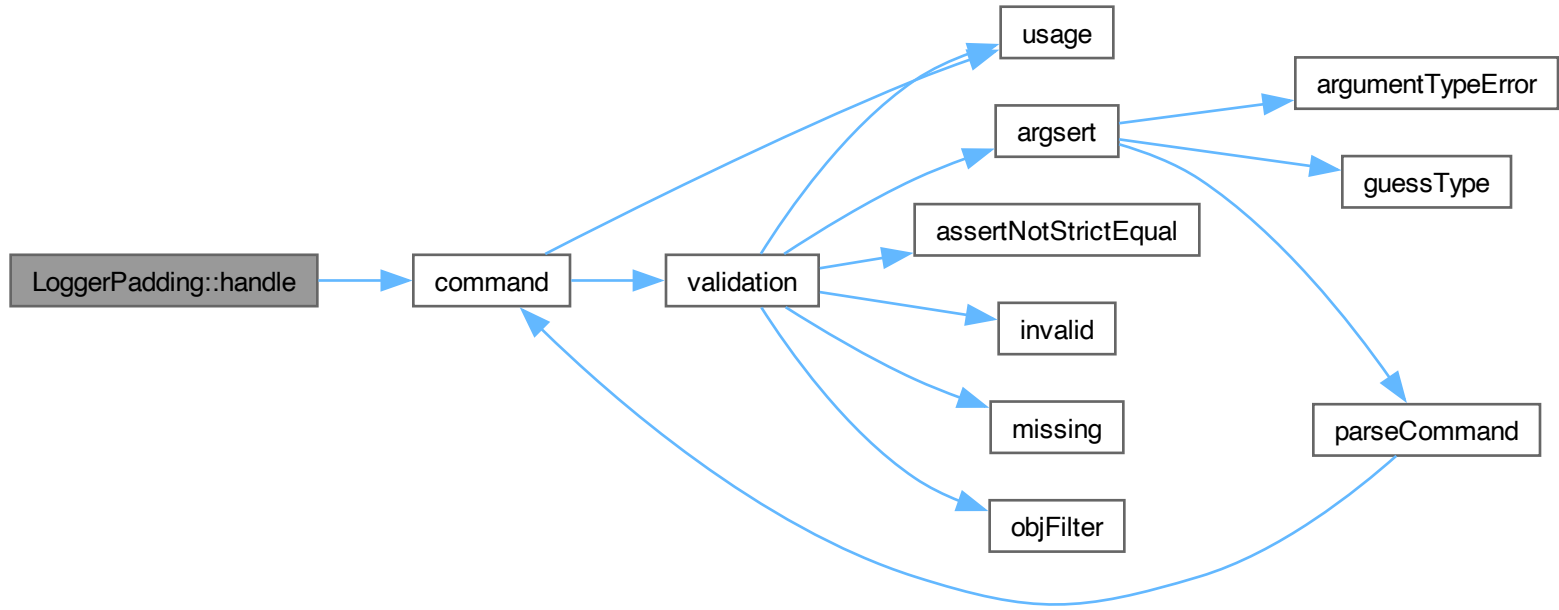 usage
argumentTypeError
argsert
guessType
assertNotStrictEqual
LoggerPadding::handle
command
validation
invalid
missing
parseCommand
objFilter